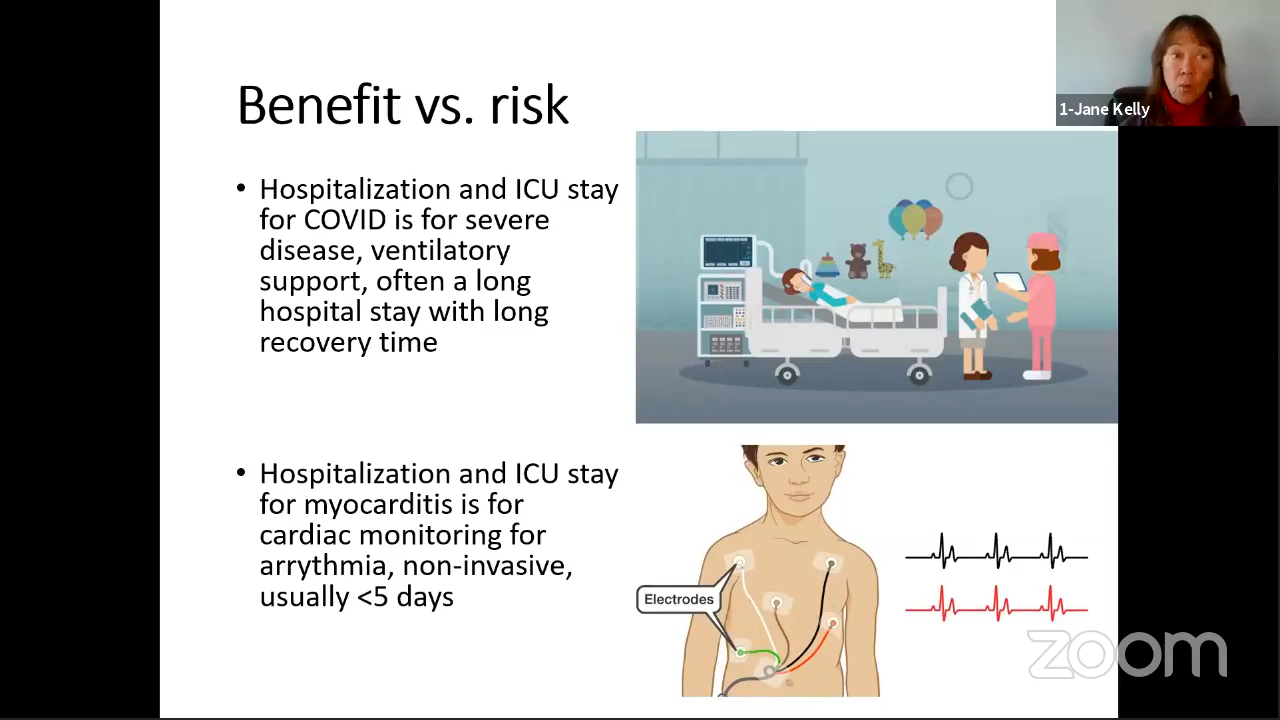 Benefit vs. risk
1-Jane Kelly
• Hospitalization and ICU stay
for COVID is for severe
disease, ventilatory
support, often a long
hospital stay with long
recovery time
• Hospitalization and ICU stay
for myocarditis is for
cardiac monitoring for
arrythmia, non-invasive,
usually <5 days
Electrodes
zoom